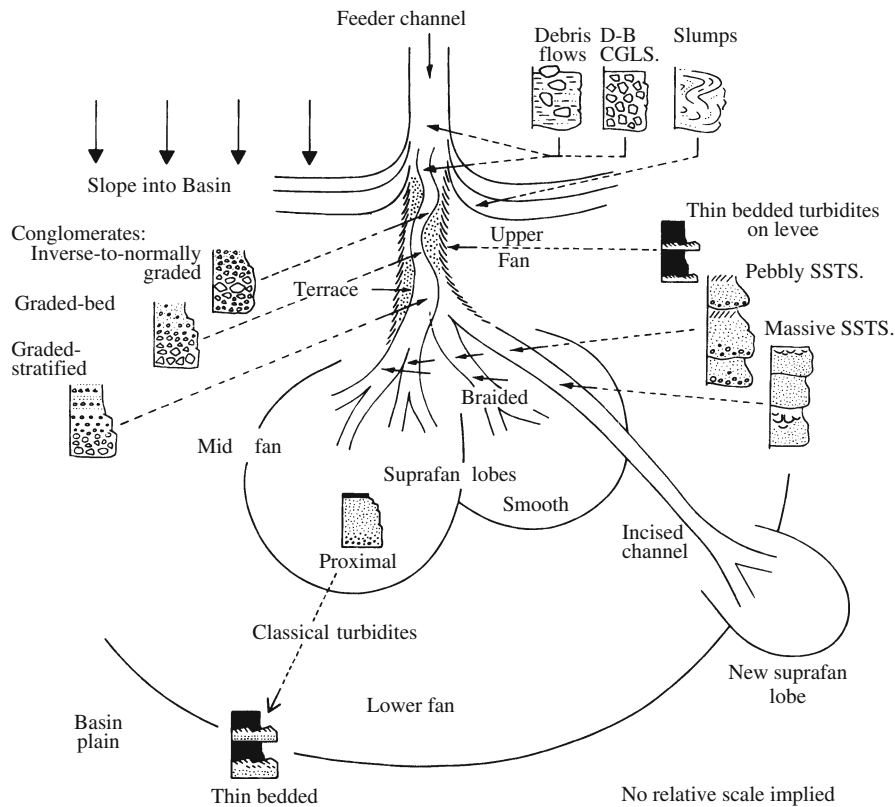 Feeder channel
Debris
flows
D-B
CGLS.
Slumps
Slope into Basin
Thin bedded turbidites
on levee
Conglomerates:
Inverse-to-normally
graded
Upper
Fan
Pebbly SSTS.
Terrace
Graded-bed
Massive SSTS.
Graded-
stratified
Braided
Mid fan
Suprafan lobes
Smooth
Incised
channel
Proximal
Classical turbidites
New suprafan
lobe
Lower fan
Basin
plain
Thin bedded
No relative scale implied